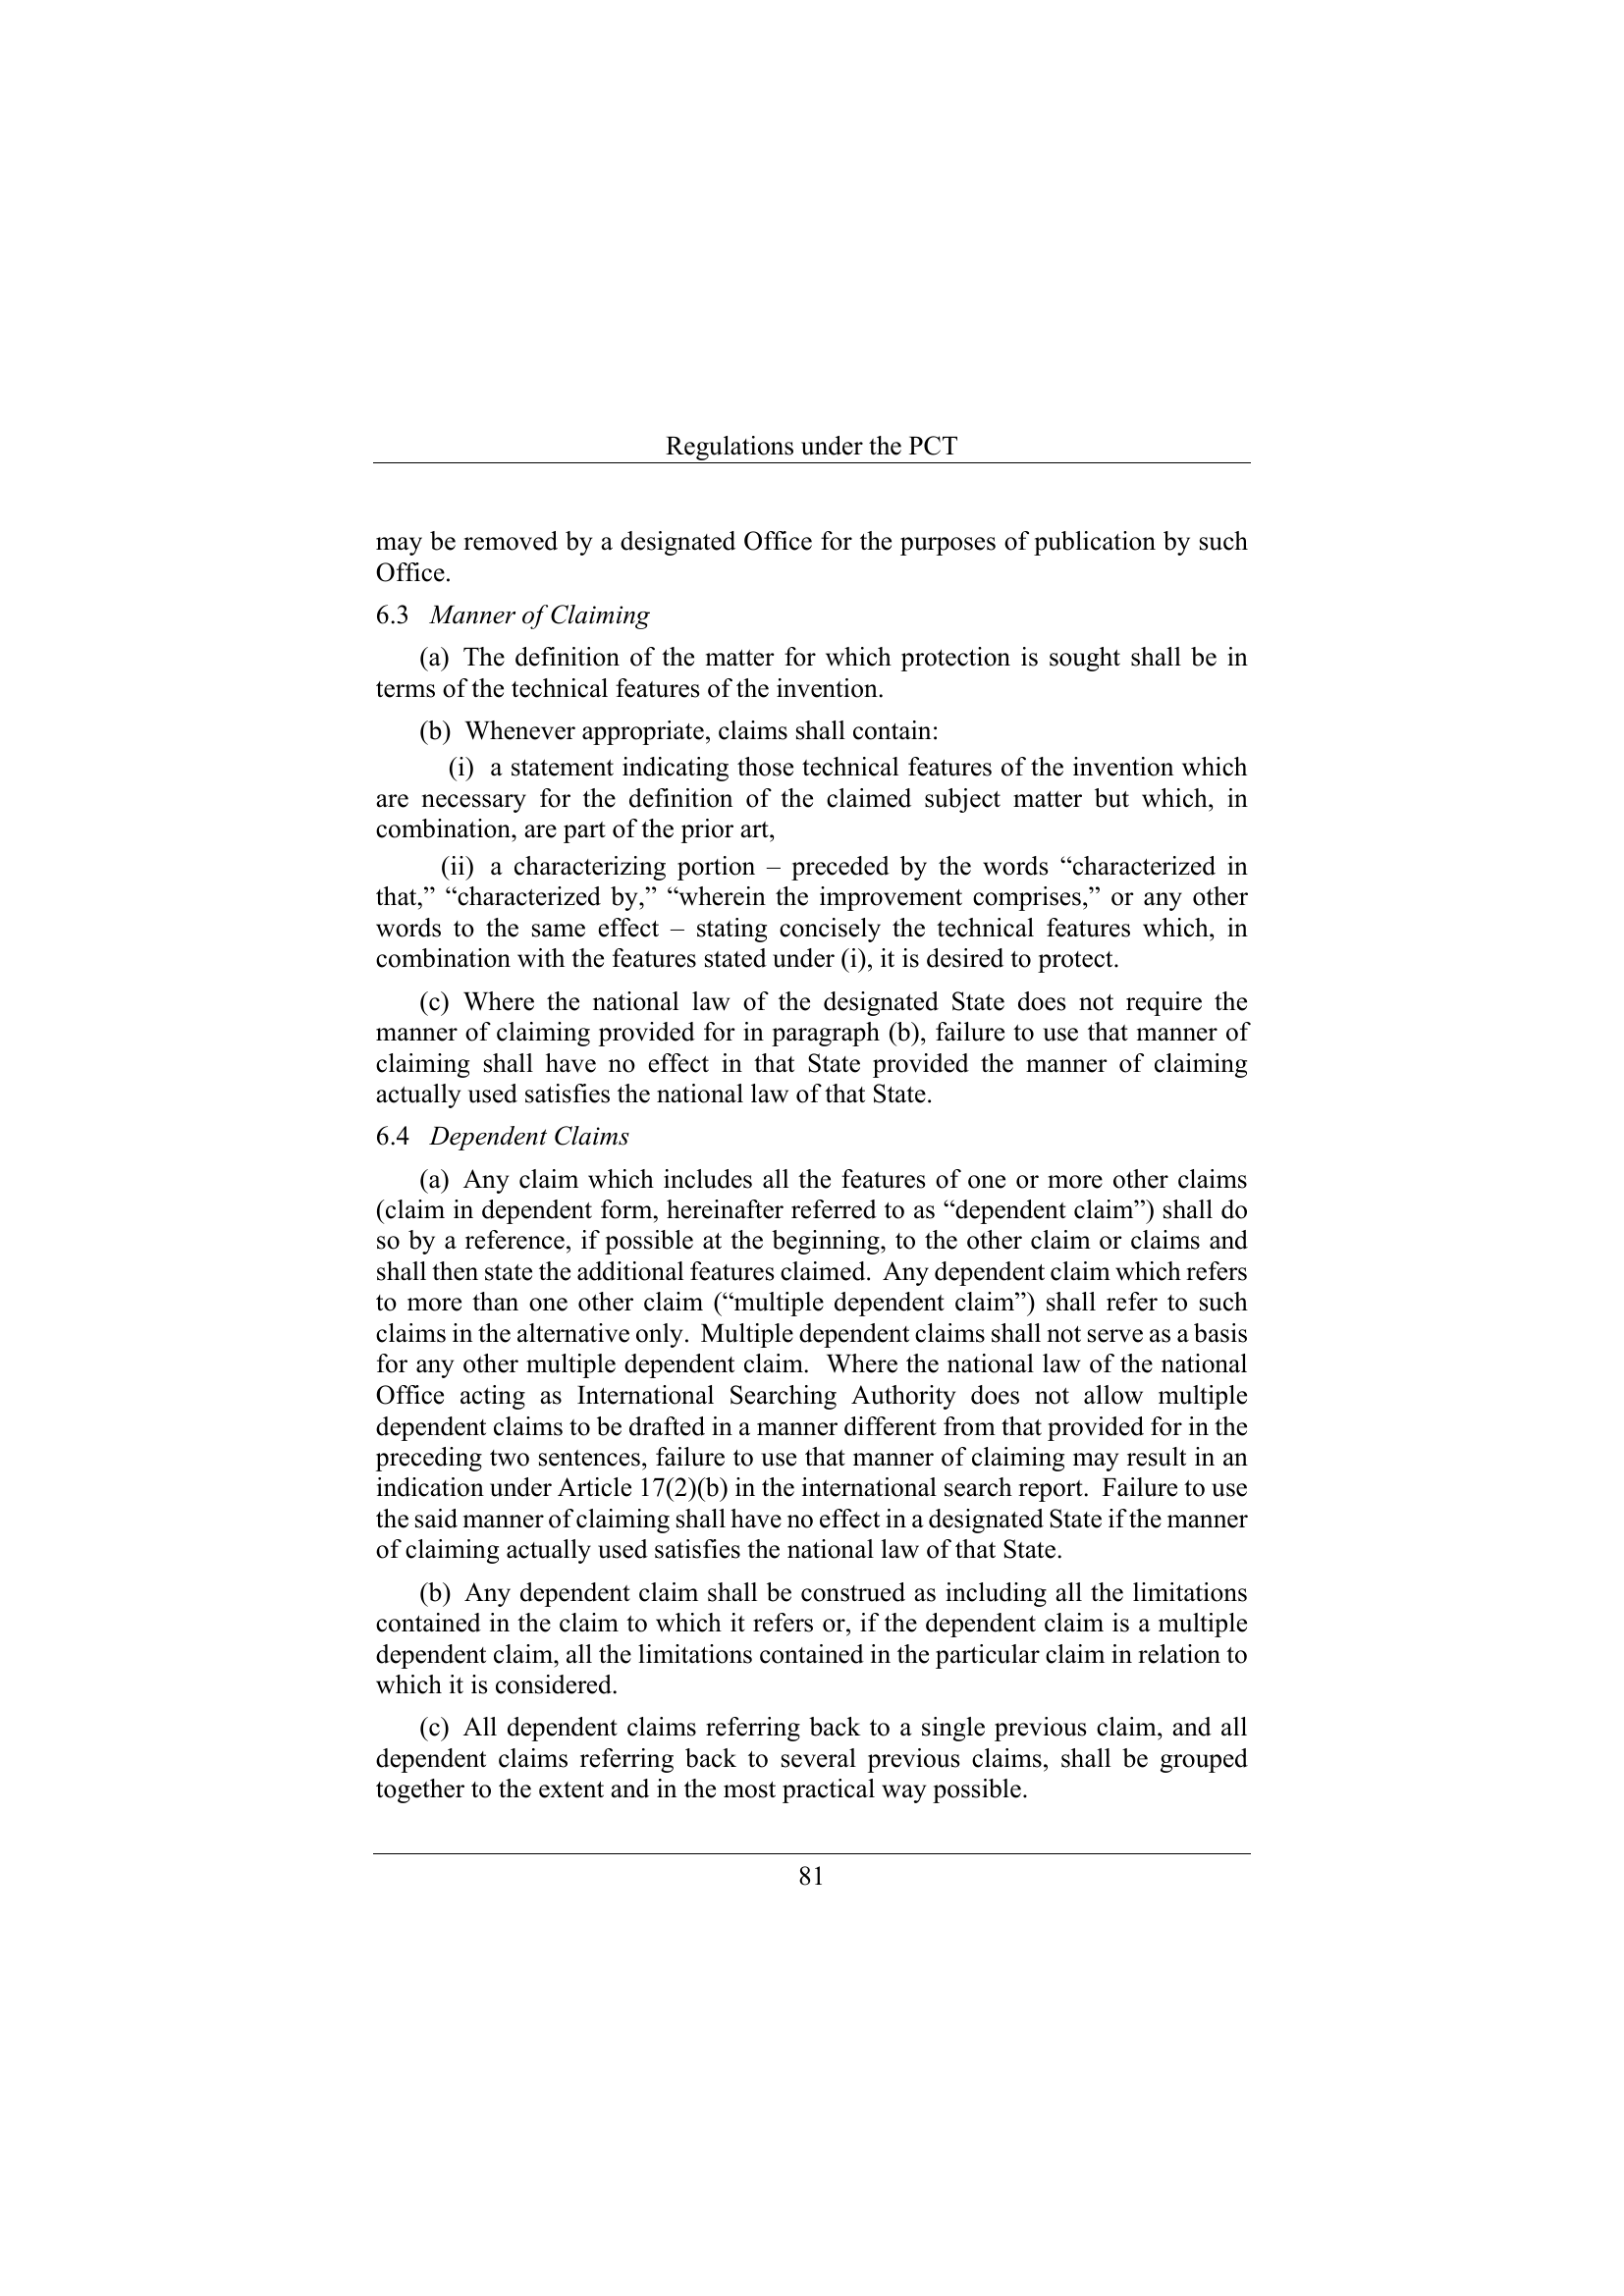 Regulations under the PCT
may be removed by a designated Office for the purposes of publication by such
Office.
6.3 Manner of Claiming
(a) The definition of the matter for which protection is sought shall be in
terms of the technical features of the invention.
(b) Whenever appropriate, claims shall contain:
(i) a statement indicating those technical features of the invention which
are necessary for the definition of the claimed subject matter but which, in
combination, are part of the prior art,
(ii) a characterizing portion – preceded by the words “characterized in
that,” “characterized by,” “wherein the improvement comprises,” or any other
words to the same effect – stating concisely the technical features which, in
combination with the features stated under (i), it is desired to protect.
(c) Where the national law of the designated State does not require the
manner of claiming provided for in paragraph (b), failure to use that manner of
claiming shall have no effect in that State provided the manner of claiming
actually used satisfies the national law of that State.
6.4 Dependent Claims
(a) Any claim which includes all the features of one or more other claims
(claim in dependent form, hereinafter referred to as “dependent claim”) shall do
so by a reference, if possible at the beginning, to the other claim or claims and
shall then state the additional features claimed. Any dependent claim which refers
to more than one other claim (“multiple dependent claim”) shall refer to such
claims in the alternative only. Multiple dependent claims shall not serve as a basis
for any other multiple dependent claim. Where the national law of the national
Office acting as International Searching Authority does not allow multiple
dependent claims to be drafted in a manner different from that provided for in the
preceding two sentences, failure to use that manner of claiming may result in an
indication under Article 17(2)(b) in the international search report. Failure to use
the said manner of claiming shall have no effect in a designated State if the manner
of claiming actually used satisfies the national law of that State.
(b) Any dependent claim shall be construed as including all the limitations
contained in the claim to which it refers or, if the dependent claim is a multiple
dependent claim, all the limitations contained in the particular claim in relation to
which it is considered.
(c) All dependent claims referring back to a single previous claim, and all
dependent claims referring back to several previous claims, shall be grouped
together to the extent and in the most practical way possible.
81